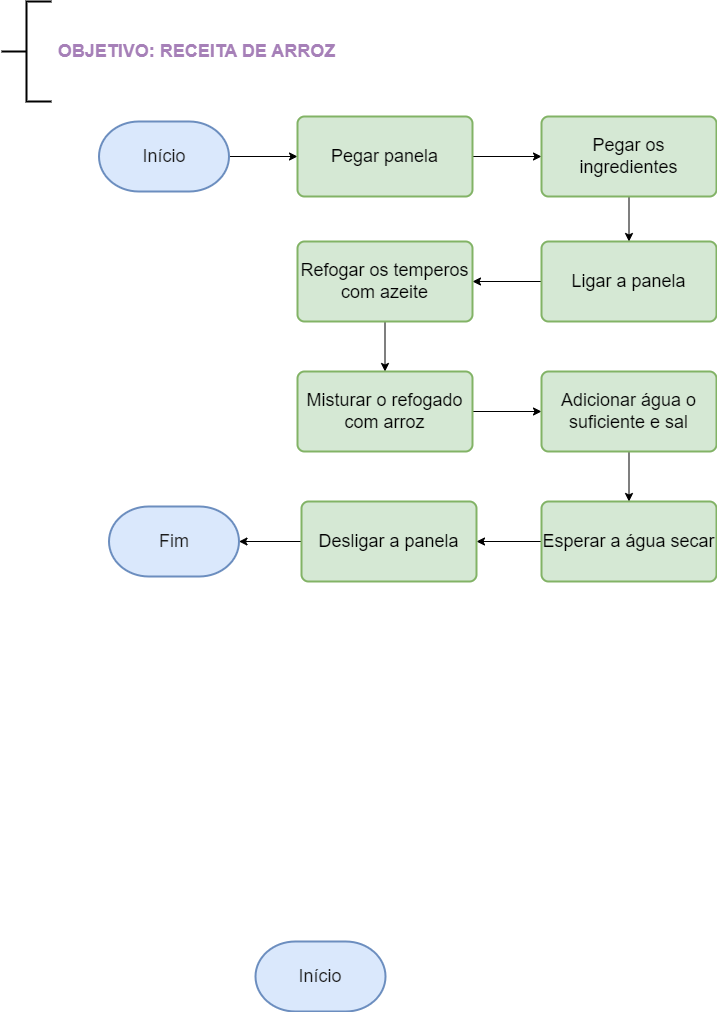 OBJETIVO: RECEITA DE ARROZ
Início
Pegar panela
Pegar os
ingredientes
Ligar a panela
Refogar os temperos
com azeite
Misturar o refogado
com arroz
Adicionar água o
suficiente e sal
Esperar a água secar
Desligar a panela
Fim
Início